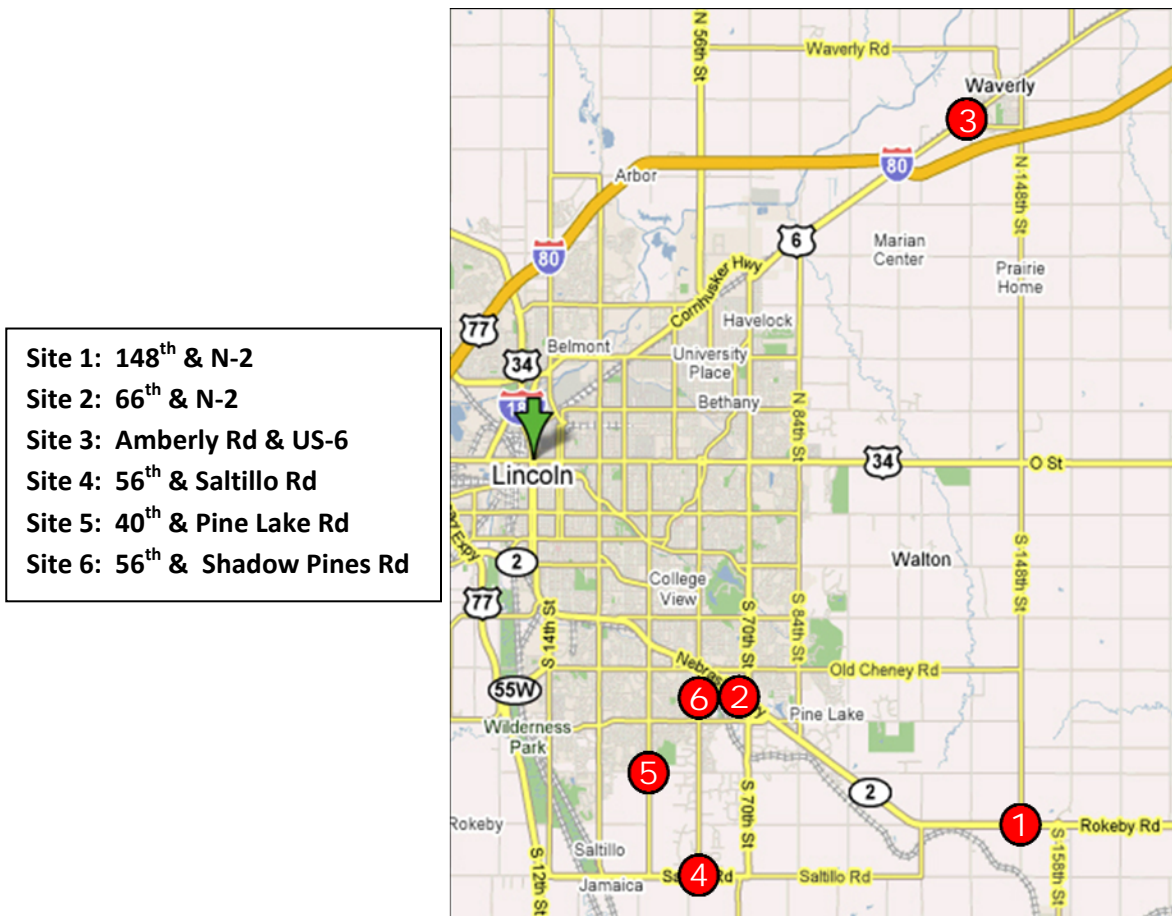 Site 1: 148th & N-2
Site 2: 66th & N-2
Site 3: Amberly Rd & US-6
Site 4: 56th & Saltillo Rd
Site 5: 40th & Pine Lake Rd
Site 6: 56th & Shadow Pines Rd
N 56th St
Waverly Rd
Waverly
3
80
Arbor
N 148th St
6
Marian
Center
80
Cornhusker Hwy
Prairie
Home
77
Havelock
Belmont
University
Place
34
Bethany
N 84th St
34
O St
Lincoln
Expy
2
Walton
College
View
77
S 14th St
S 70th St
S 84th St
S 148th St
Old Cheney Rd
55W
6
2
Pine Lake
Wilderness
Park
5
S 70th St
2
1
Rokeby Rd
Rokeby
S 12th St
Saltillo
4
Saltillo Rd
Jamaica
S 158th St